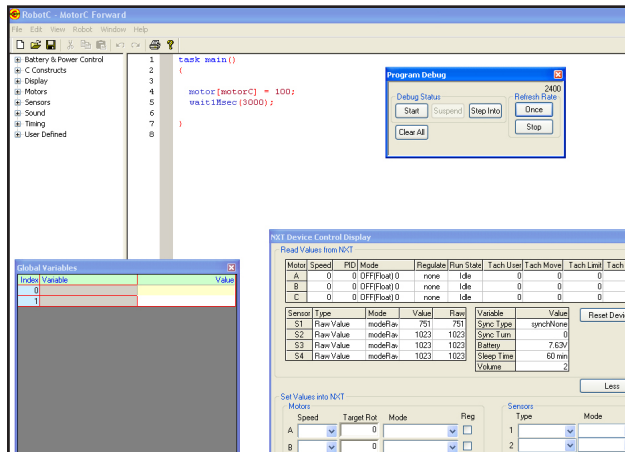 RobotC - MotorC Forward
File Edit View Robot Window Help
Battery & Power Control
C Constructs
Display
Motors
Sensors
Sound
Timing
User Defined
1 task main()
2 {
3
4 motor[motorC] = 100;
5 wait1Msec(3000);
6
7 }
8
Program Debug
2400
Debug Status
Refresh Rate
Start Suspend Step Into Once
Clear All Stop
Global Variables
Index Variable Value
0
1
NXT Device Control Display
Read Values from NXT
Motor Speed PID Mode Regulate Run State Tach User Tach Move Tach Limit Tach
A 0 0 OFF(Float) 0 none Idle 0 0 0
B 0 0 OFF(Float) 0 none Idle 0 0 0
C 0 0 OFF(Float) 0 none Idle 0 0 0
Sensor Type Mode Value Raw
S1 Raw Value modeRav 751 751
S2 Raw Value modeRav 1023 1023
S3 Raw Value modeRav 1023 1023
S4 Raw Value modeRav 1023 1023
Variable Value
Sync Type synchNone
Sync Turn 0
Battery 7.63V
Sleep Time 60 min
Volume 2
Reset Devi
Less
Set Values into NXT
Motors
Speed Target Rot Mode Reg
A 0
B 0
Sensors
Type Mode
1
2